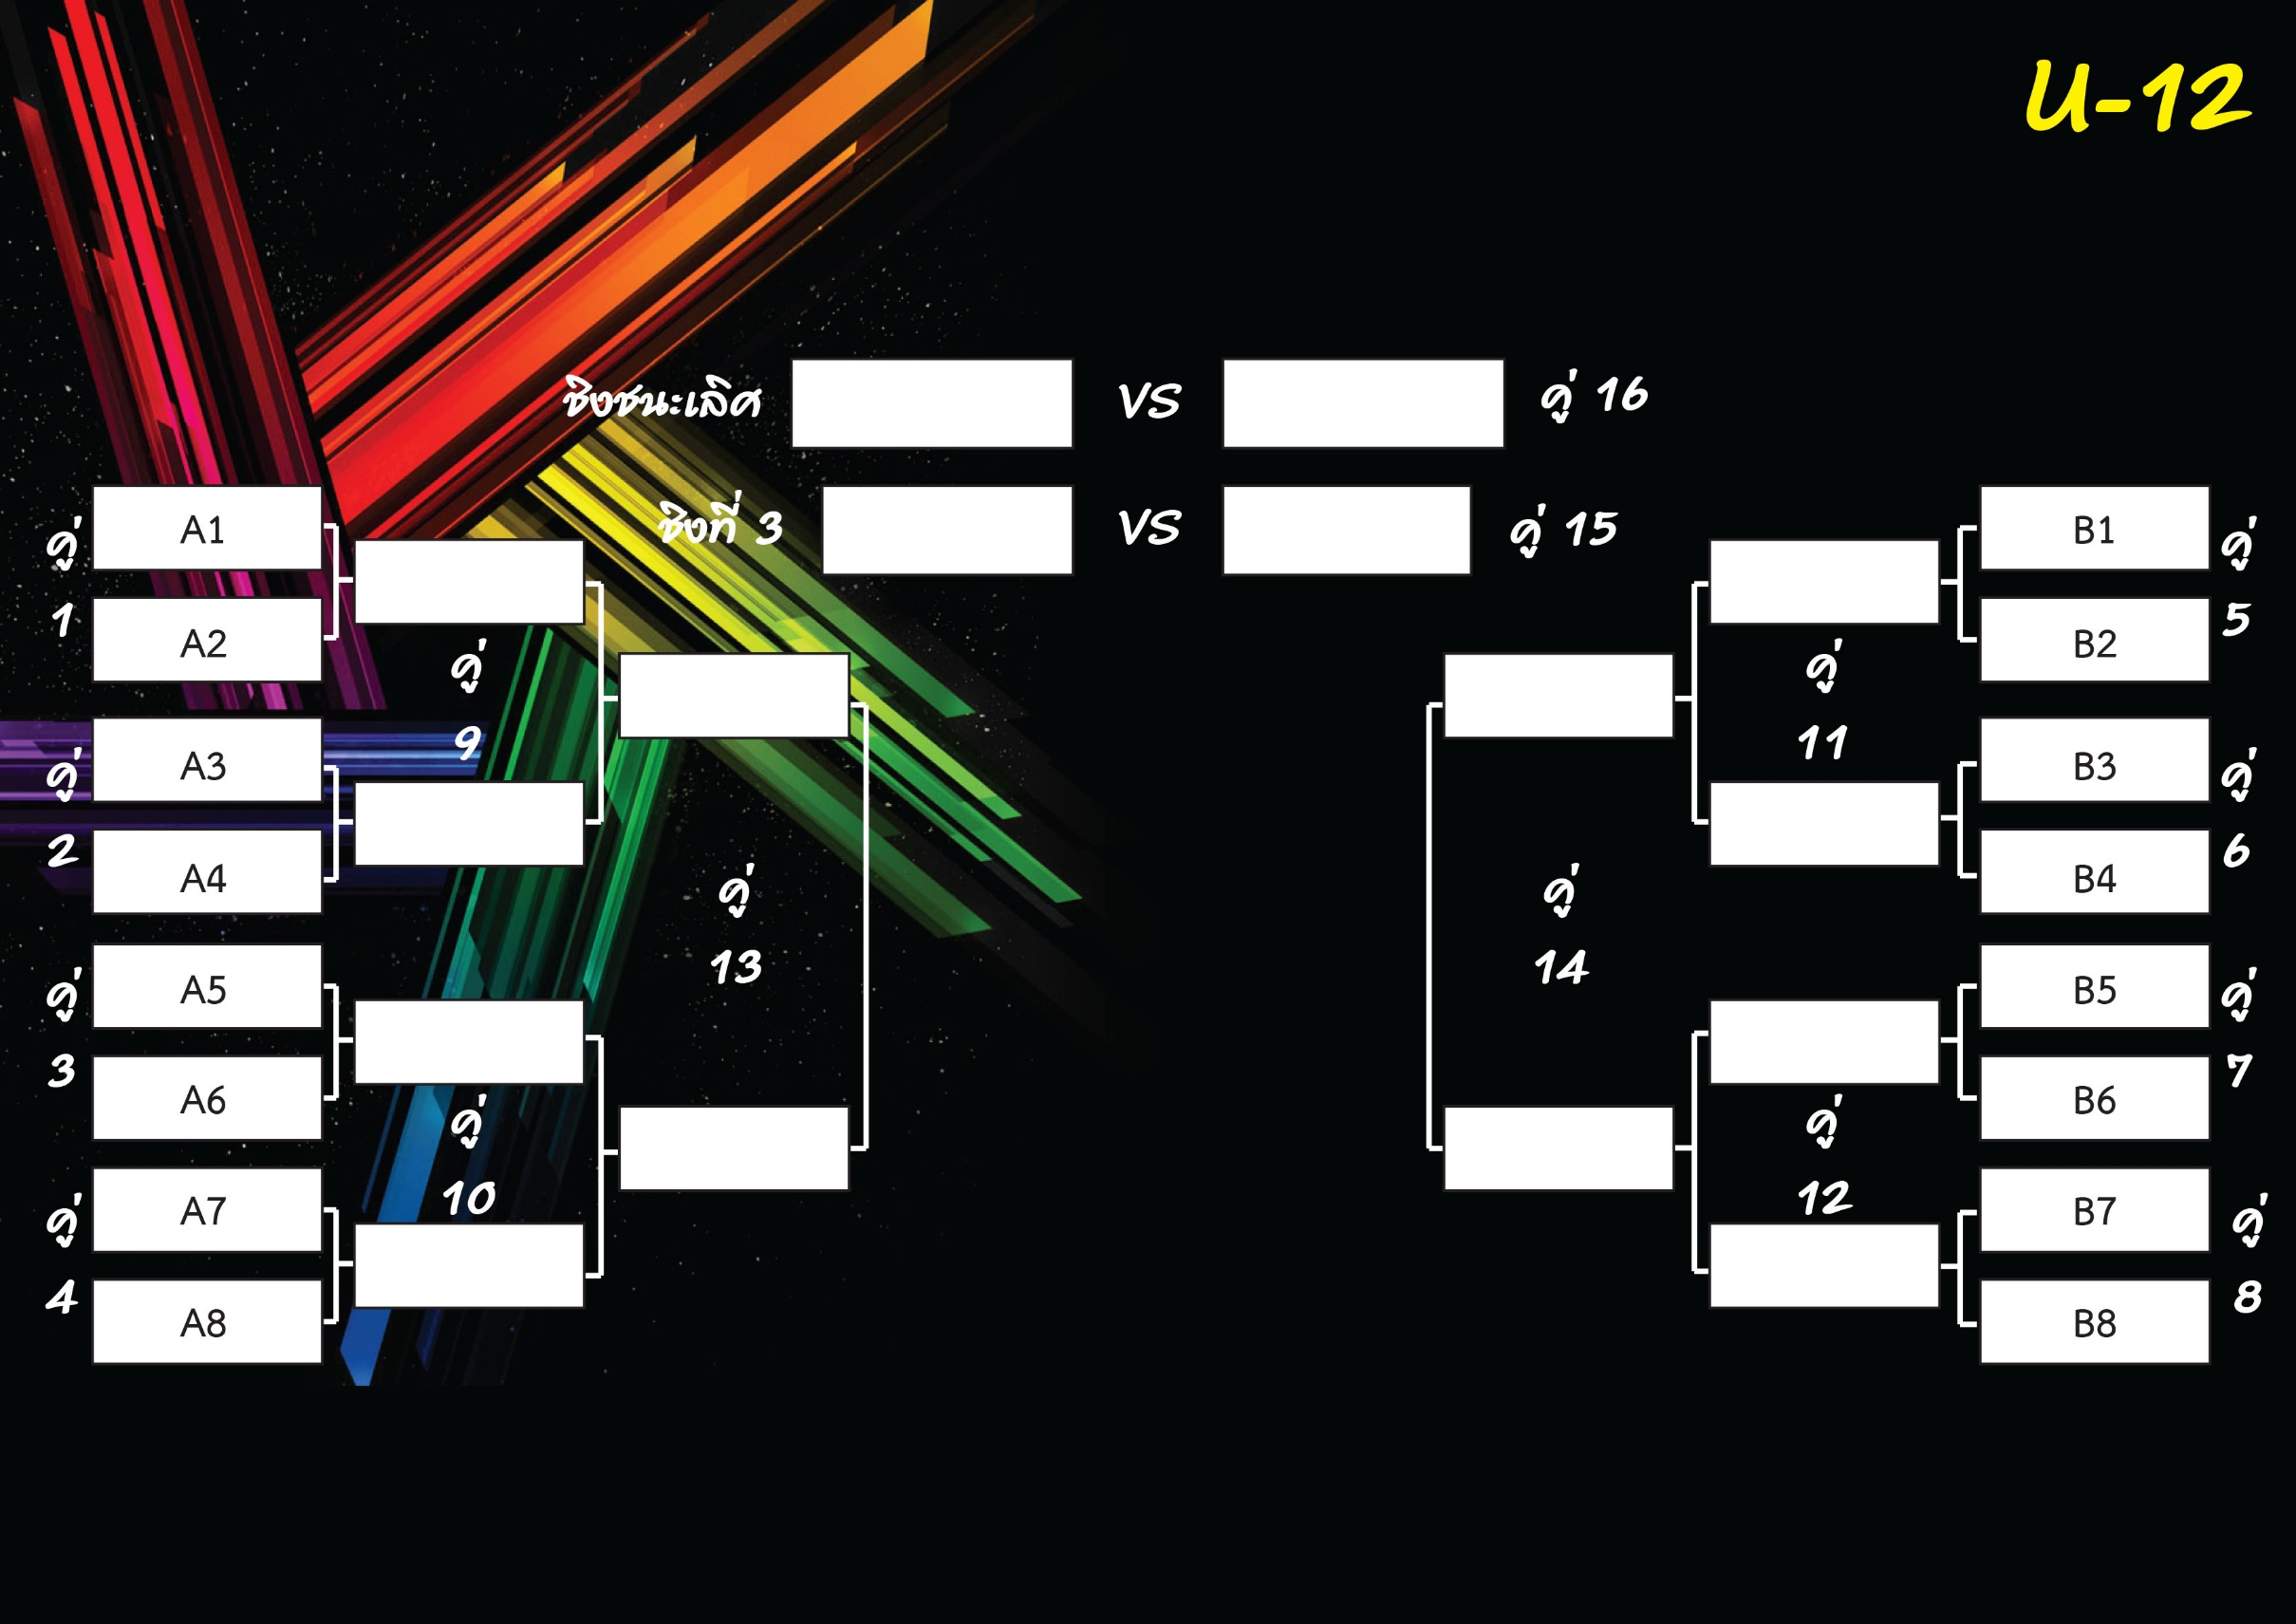 U-12
ชิงชนะเลิศ VS คู่ 16
ชิงที่ 3 VS คู่ 15
คู่ 1 A1
A2
คู่ 2 A3
A4
คู่ 3 A5
A6
คู่ 4 A7
A8
คู่ 9
คู่ 10
คู่ 13
คู่ 14
คู่ 11
คู่ 12
B1 คู่ 5
B2
B3 คู่ 6
B4
B5 คู่ 7
B6
B7 คู่ 8
B8